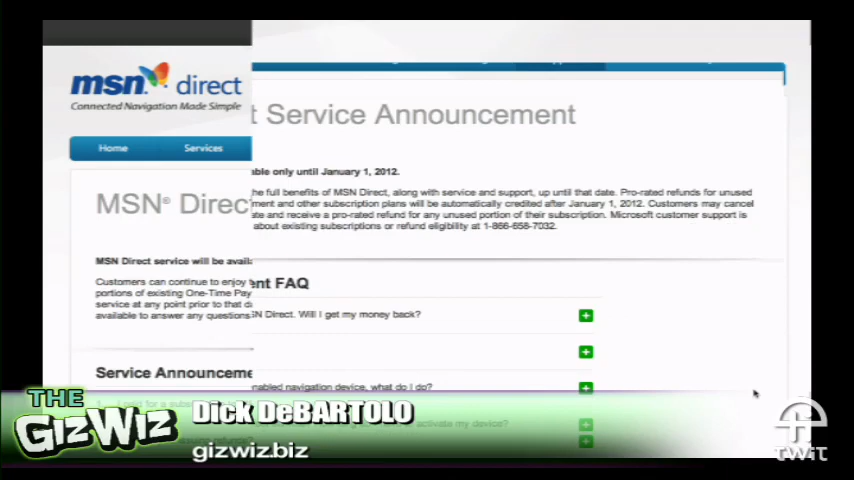 msn direct
Connected Navigation Made Simple
Home Services
MSN® Direc
t Service Announcement
MSN Direct service will be avail
able only until January 1, 2012.
Customers can continue to enjoy
portions of existing One-Time Pay
service at any point prior to that d
available to answer any questions
he full benefits of MSN Direct, along with service and support, up until that date. Pro-rated refunds for unused
ment and other subscription plans will be automatically credited after January 1, 2012. Customers may cancel
ate and receive a pro-rated refund for any unused portion of their subscription. Microsoft customer support is
about existing subscriptions or refund eligibility at 1-866-658-7032.
Service Announceme
ent FAQ
SN Direct. Will I get my money back?
enabled navigation device, what do I do?
activate my device?
THE GIZWIZ
Dick DeBARTOLO
gizwiz.biz
TWiT